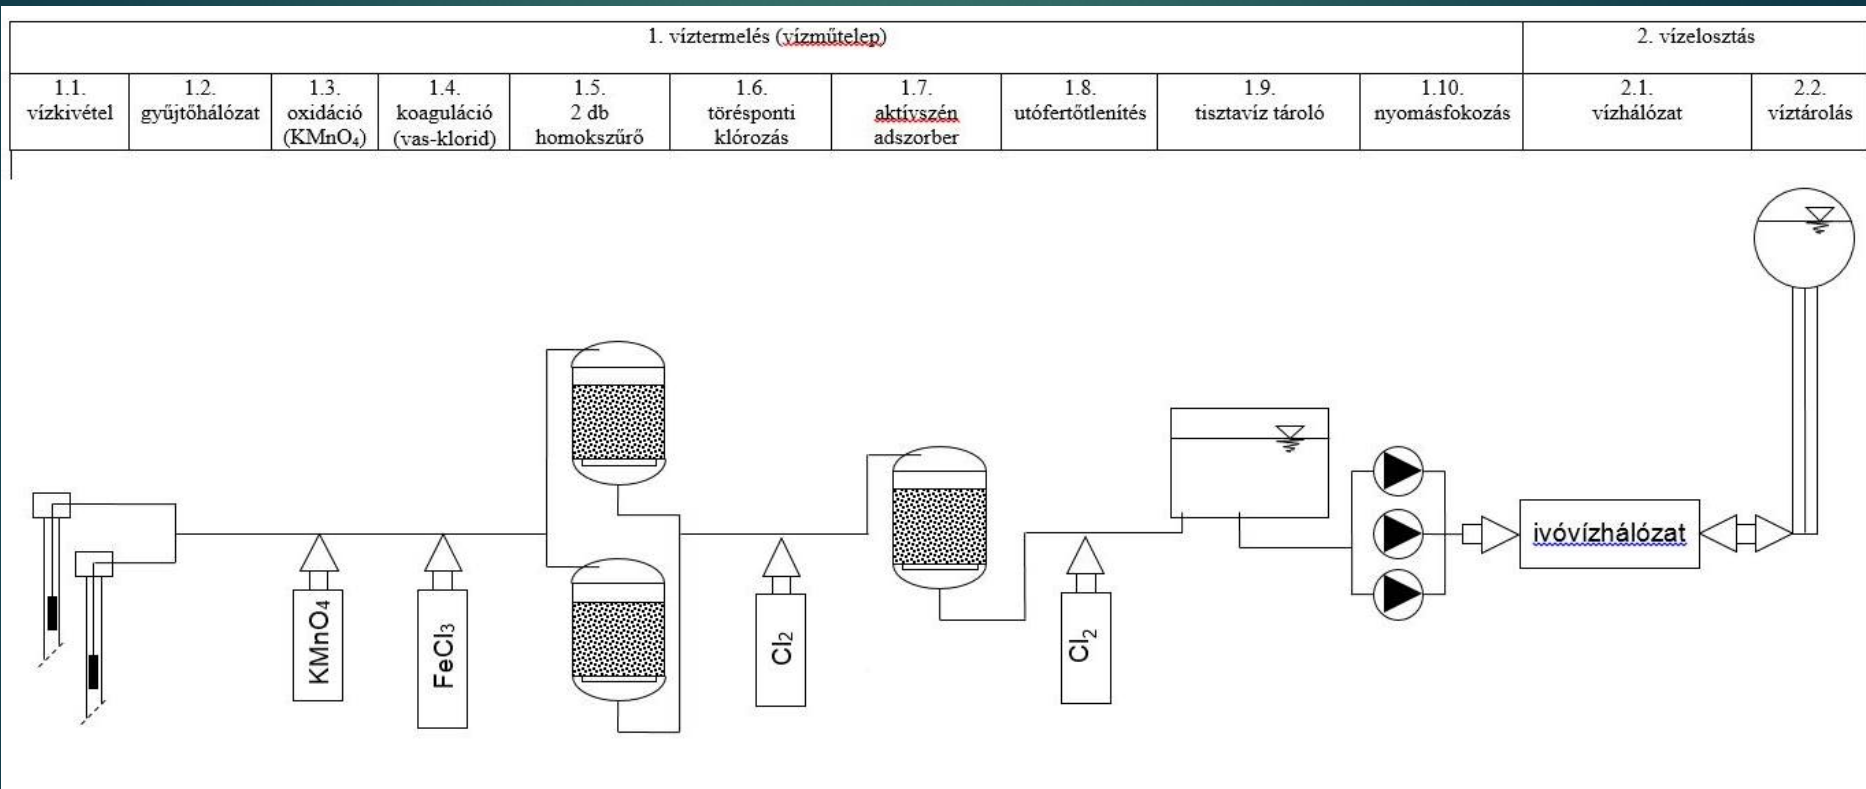 1. víztermelés (vízműtelep)
2. vízelosztás
1.1.
vízkivétel
1.2.
gyűjtőhálózat
1.3.
oxidáció
(KMnO₄)
1.4.
koaguláció
(vas-klorid)
1.5.
2 db
homokszűrő
1.6.
törésponti
klórozás
1.7.
aktívszén
adszorber
1.8.
utófertőtlenítés
1.9.
tisztavíz tároló
1.10.
nyomásfokozás
2.1.
vízhálózat
2.2.
víztárolás
KMnO₄
FeCl₃
Cl₂
Cl₂
ivóvízhálózat